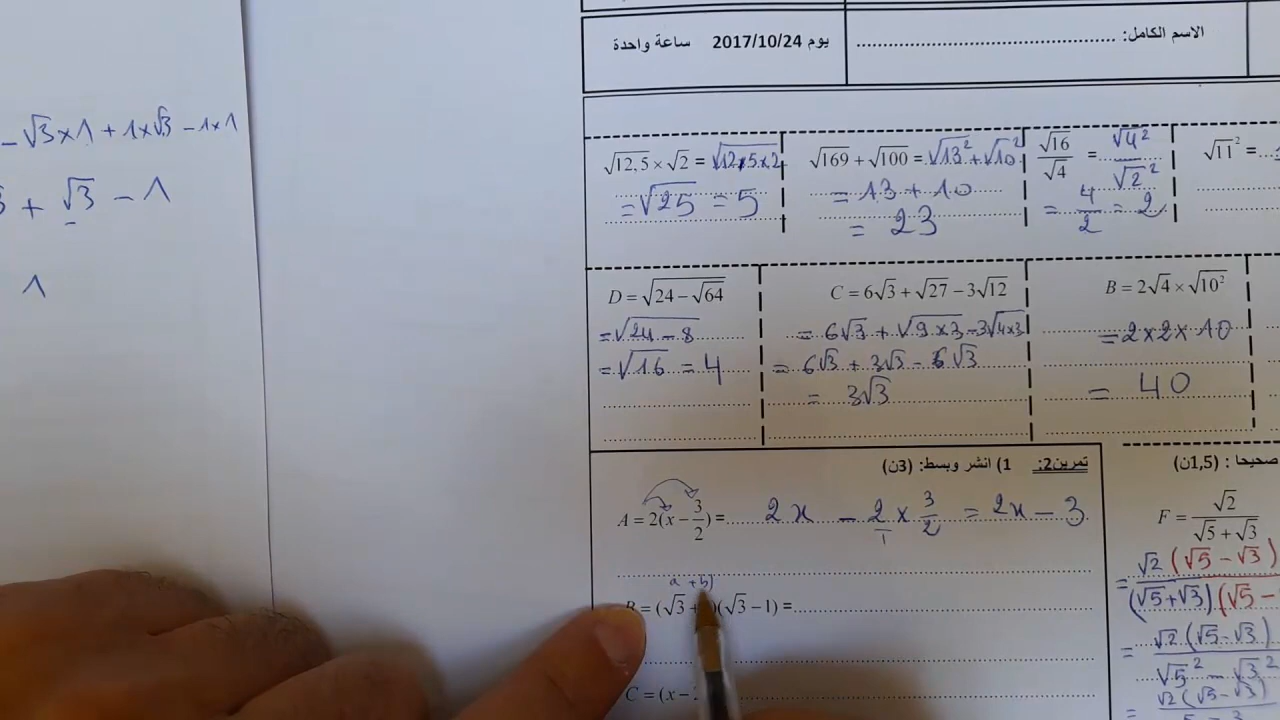 الاسم الكامل: ........................................
يوم 2017/10/24 ساعة واحدة
- √3×1 + 1×√3 - 1×1
+ √3 - 1
1
√12,5 × √2 = √12,5×2
= √25 = 5
√169 + √100 = √13² + √10²
= 13 + 10
= 23
√16/√4 = √4²/√2²
= 4/2 = 2
√11² =
D = √(24 - √64)
= √24 - 8
= √16 = 4
C = 6√3 + √27 - 3√12
= 6√3 + √9×3 - 3√4×3
= 6√3 + 3√3 - 6√3
= 3√3
B = 2√4 × √10²
= 2×2×10
= 40
تمرين2: 1) انشر وبسط: (3ن)
A = 2(x - 3/2) = 2x - 2/1 × 3/2 = 2x - 3
a + b)
B = (√3 + )(√3 - 1) =
C = (x -
صحيحا : (1,5ن)
F = √2/(√5 + √3)
= √2 (√5 - √3)/(√5 + √3)(√5 -
= √2 (√5 - √3)/√5² - √3²
= √2 (√5 - √3)